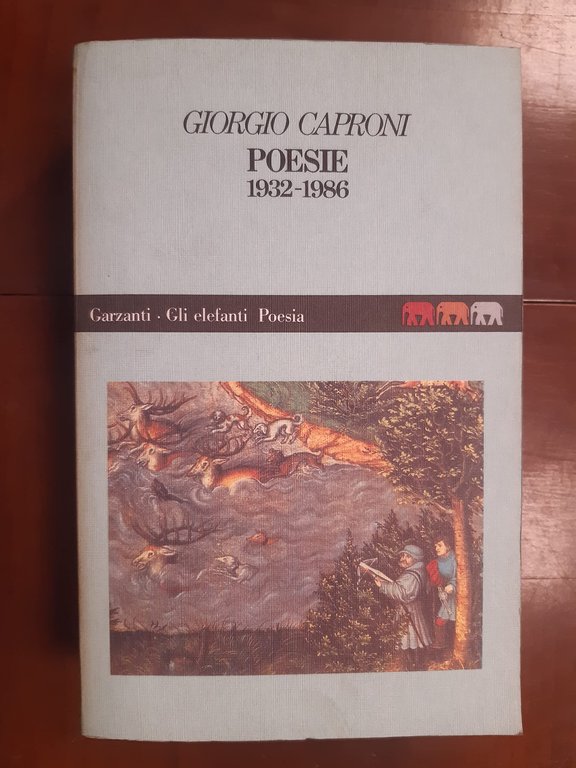 GIORGIO CAPRONI
POESIE
1932-1986
Garzanti · Gli elefanti Poesia